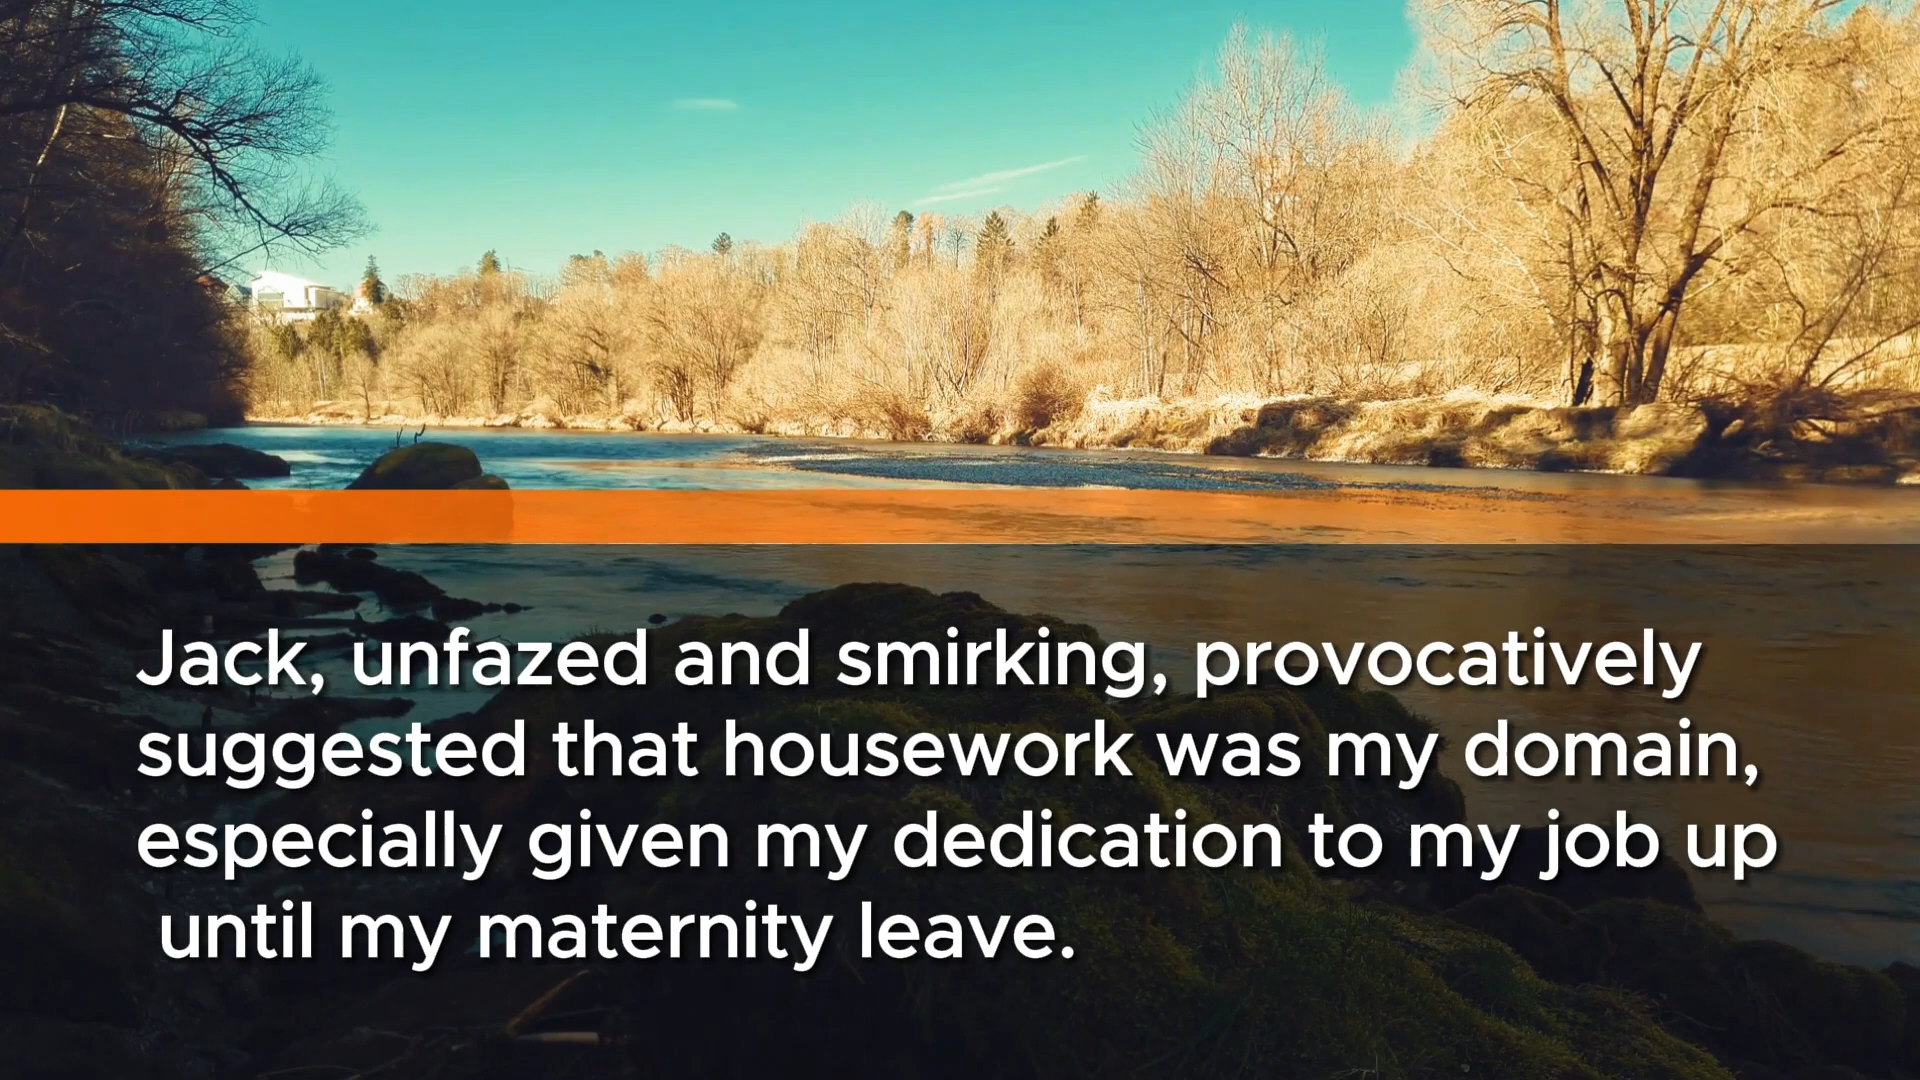 Jack, unfazed and smirking, provocatively
suggested that housework was my domain,
especially given my dedication to my job up
until my maternity leave.